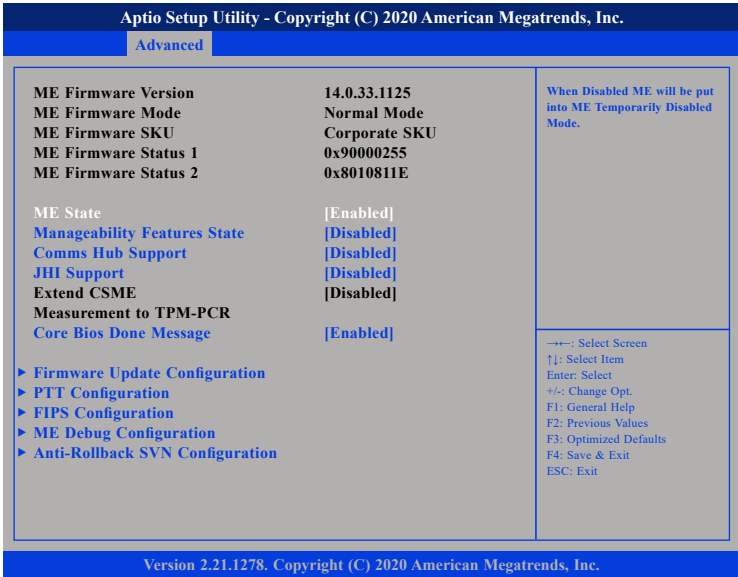 Aptio Setup Utility - Copyright (C) 2020 American Megatrends, Inc.
Advanced
ME Firmware Version 14.0.33.1125
ME Firmware Mode Normal Mode
ME Firmware SKU Corporate SKU
ME Firmware Status 1 0x90000255
ME Firmware Status 2 0x8010811E
ME State [Enabled]
Manageability Features State [Disabled]
Comms Hub Support [Disabled]
JHI Support [Disabled]
Extend CSME [Disabled]
Measurement to TPM-PCR
Core Bios Done Message [Enabled]
Firmware Update Configuration
PTT Configuration
FIPS Configuration
ME Debug Configuration
Anti-Rollback SVN Configuration
When Disabled ME will be put
into ME Temporarily Disabled
Mode.
→←: Select Screen
↑↓: Select Item
Enter: Select
+/-: Change Opt.
F1: General Help
F2: Previous Values
F3: Optimized Defaults
F4: Save & Exit
ESC: Exit
Version 2.21.1278. Copyright (C) 2020 American Megatrends, Inc.